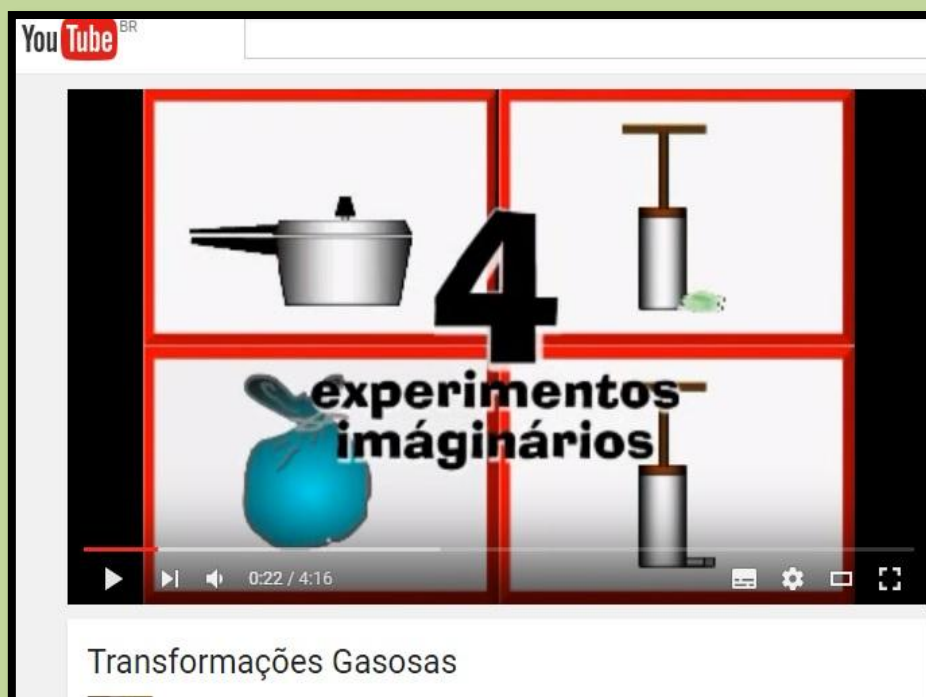 YouTube BR
4
experimentos
imáginários
0:22 / 4:16
Transformações Gasosas